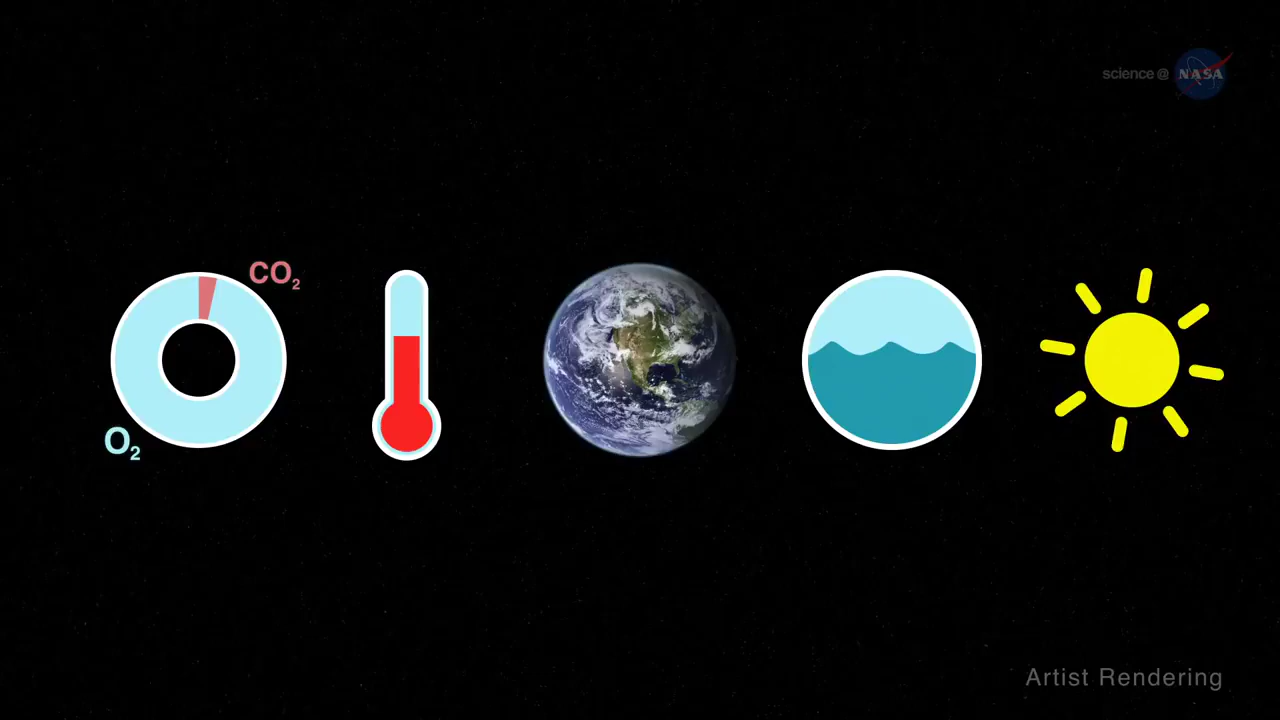 science@ NASA
CO₂
O₂
Artist Rendering